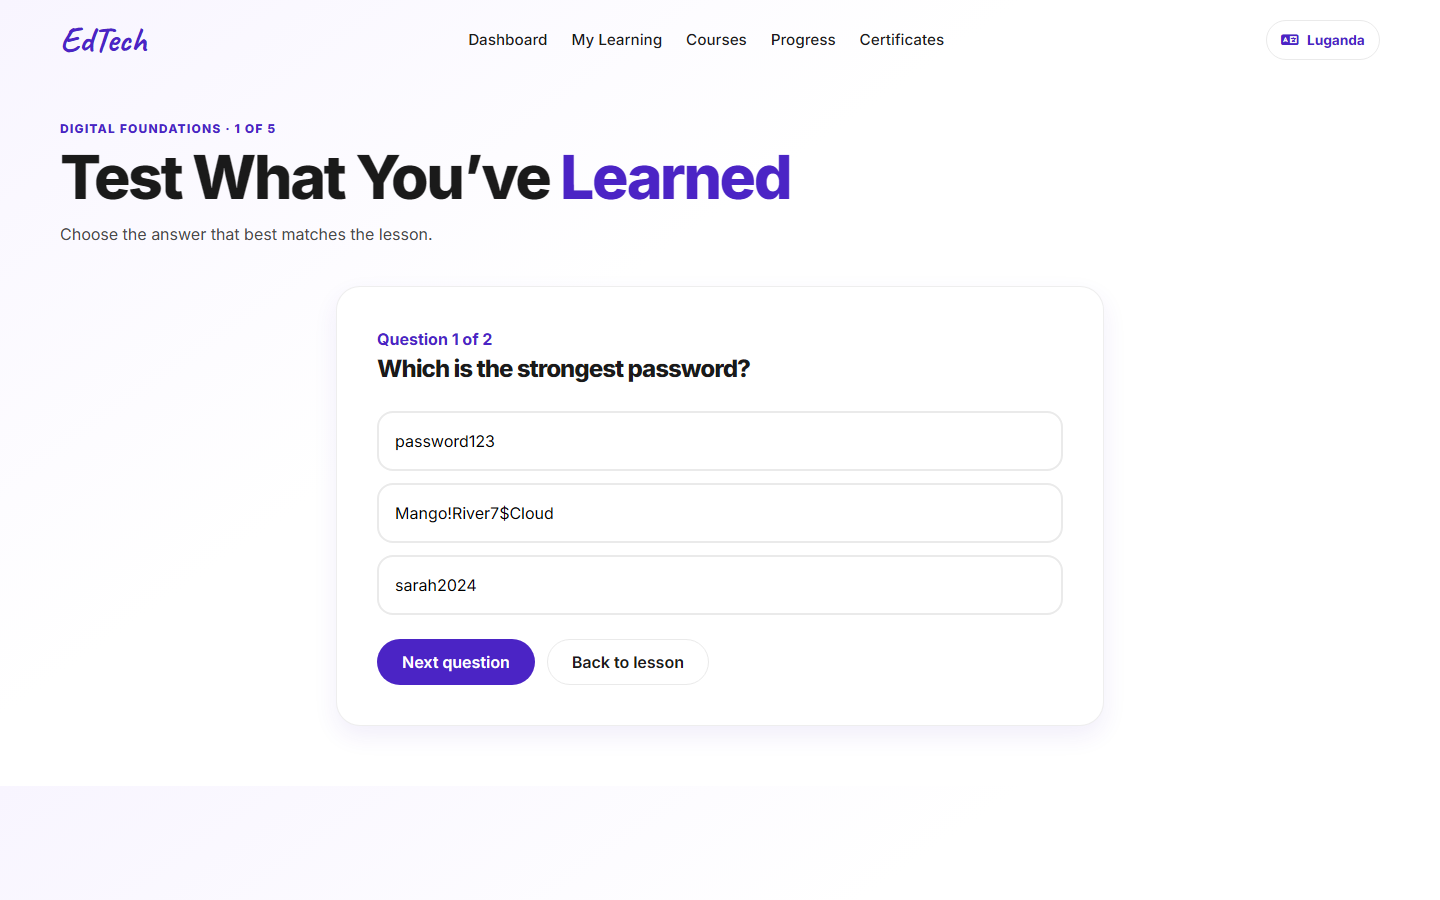 EdTech
Dashboard My Learning Courses Progress Certificates
Luganda
DIGITAL FOUNDATIONS · 1 OF 5
Test What You’ve Learned
Choose the answer that best matches the lesson.
Question 1 of 2
Which is the strongest password?
password123
Mango!River7$Cloud
sarah2024
Next question Back to lesson